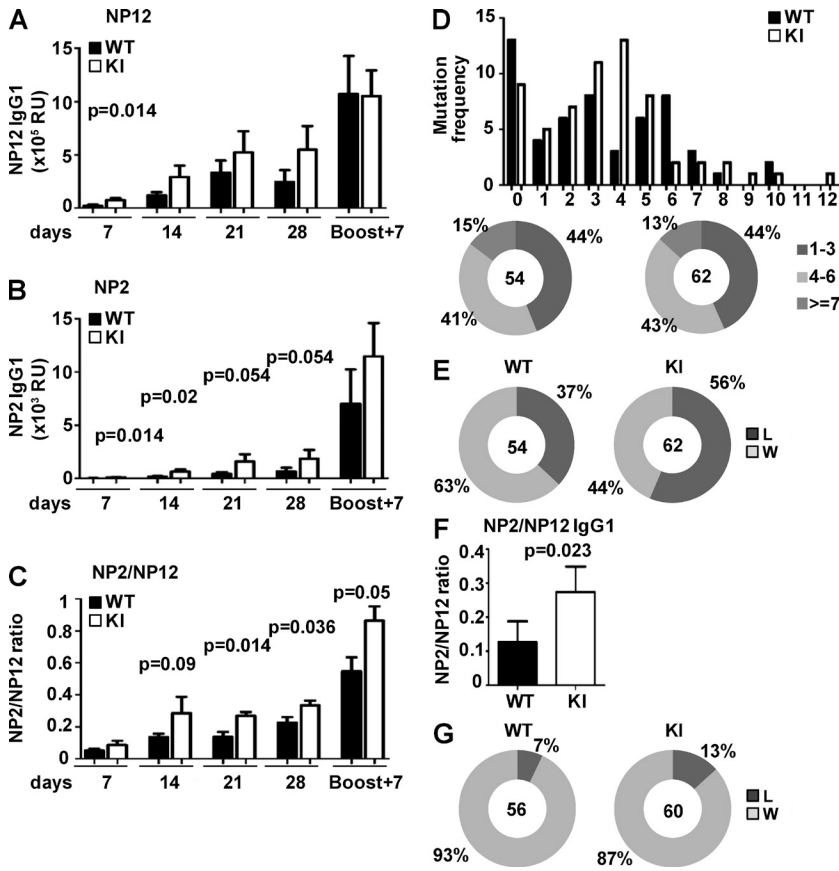 A NP12
WT
KI
p=0.014
NP12 IgG1
(x10⁵ RU)
15
10
5
0
days 7 14 21 28 Boost+7
B NP2
WT
KI
p=0.014
p=0.02
p=0.054
p=0.054
NP2 IgG1
(x10³ RU)
15
10
5
0
days 7 14 21 28 Boost+7
C NP2/NP12
WT
KI
p=0.09
p=0.014
p=0.036
p=0.05
NP2/NP12 ratio
1
0.8
0.6
0.4
0.2
0
days 7 14 21 28 Boost+7
D
WT
KI
Mutation
frequency
15
10
5
0
0 1 2 3 4 5 6 7 8 9 10 11 12
15% 44% 41% 54
13% 44% 43% 62
1-3
4-6
>=7
E WT KI
37% 63% 54
56% 44% 62
L
W
F NP2/NP12 IgG1
p=0.023
NP2/NP12 ratio
0.4
0.3
0.2
0.1
0
WT KI
G WT KI
7% 93% 56
13% 87% 60
L
W